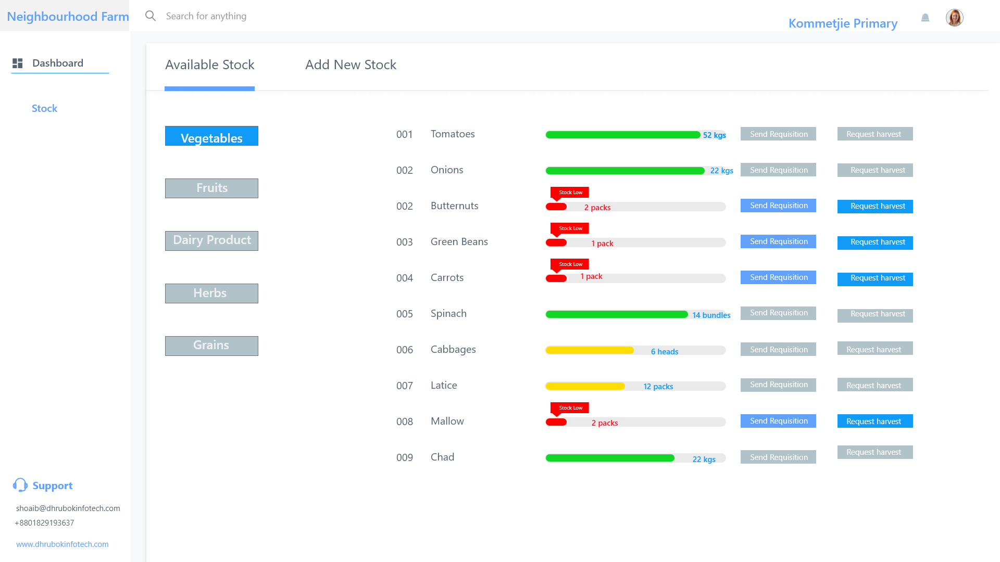 Neighbourhood Farm
Search for anything
Kommetjie Primary
Dashboard
Stock
Available Stock
Add New Stock
Vegetables
Fruits
Dairy Product
Herbs
Grains
001 Tomatoes 52 kgs Send Requisition Request harvest
002 Onions 22 kgs Send Requisition Request harvest
Stock Low
002 Butternuts 2 packs Send Requisition Request harvest
Stock Low
003 Green Beans 1 pack Send Requisition Request harvest
Stock Low
004 Carrots 1 pack Send Requisition Request harvest
005 Spinach 14 bundles Send Requisition Request harvest
006 Cabbages 6 heads Send Requisition Request harvest
007 Latice 12 packs Send Requisition Request harvest
Stock Low
008 Mallow 2 packs Send Requisition Request harvest
009 Chad 22 kgs Send Requisition Request harvest
Support
shoaib@dhrubokinfotech.com
+8801829193637
www.dhrubokinfotech.com